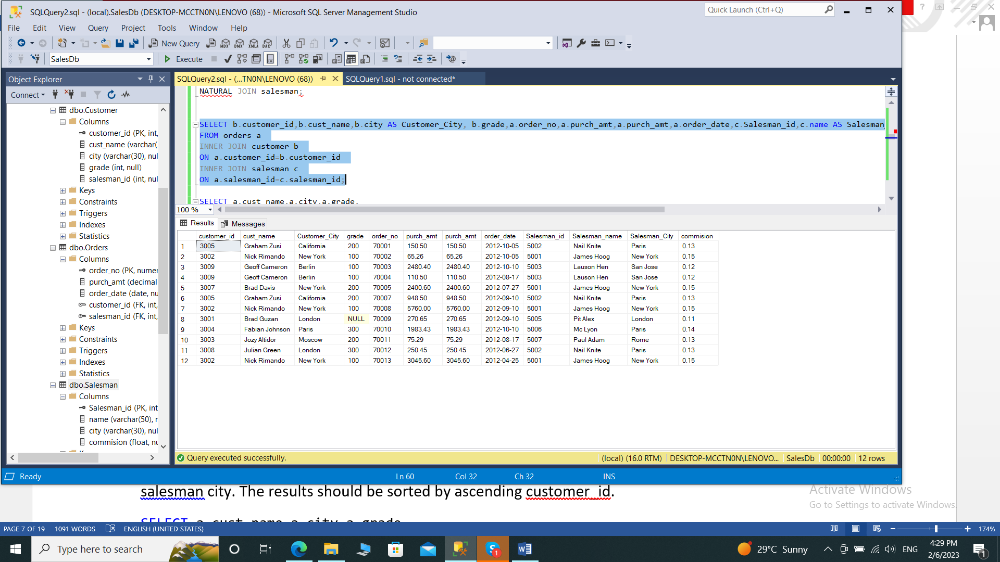 SQLQuery2.sql - (local).SalesDb (DESKTOP-MCCTN0N\LENOVO (68)) - Microsoft SQL Server Management Studio
Quick Launch (Ctrl+Q)
File Edit View Query Project Tools Window Help
New Query MDX DMX XMLA DAX
SalesDb Execute
Object Explorer
Connect
dbo.Customer
Columns
customer_id (PK, int,
cust_name (varchar(
city (varchar(30), nul
grade (int, null)
salesman_id (int, nul
Keys
Constraints
Triggers
Indexes
Statistics
dbo.Orders
Columns
order_no (PK, numer
purch_amt (decimal
order_date (date, nu
customer_id (FK, int,
salesman_id (FK, int,
Keys
Constraints
Triggers
Indexes
Statistics
dbo.Salesman
Columns
Salesman_id (PK, int
name (varchar(50), r
city (varchar(30), nul
commision (float, nu
SQLQuery2.sql - (...TN0N\LENOVO (68)) SQLQuery1.sql - not connected*
NATURAL JOIN salesman;
SELECT b.customer_id,b.cust_name,b.city AS Customer_City, b.grade,a.order_no,a.purch_amt,a.purch_amt,a.order_date,c.Salesman_id,c.name AS Salesman_
FROM orders a
INNER JOIN customer b
ON a.customer_id=b.customer_id
INNER JOIN salesman c
ON a.salesman_id=c.salesman_id;
SELECT a.cust_name,a.city,a.grade,
100 %
Results Messages
customer_id cust_name Customer_City grade order_no purch_amt purch_amt order_date Salesman_id Salesman_name Salesman_City commision
1 3005 Graham Zusi California 200 70001 150.50 150.50 2012-10-05 5002 Nail Knite Paris 0.13
2 3002 Nick Rimando New York 100 70002 65.26 65.26 2012-10-05 5001 James Hoog New York 0.15
3 3009 Geoff Cameron Berlin 100 70003 2480.40 2480.40 2012-10-10 5003 Lauson Hen San Jose 0.12
4 3009 Geoff Cameron Berlin 100 70004 110.50 110.50 2012-08-17 5003 Lauson Hen San Jose 0.12
5 3007 Brad Davis New York 200 70005 2400.60 2400.60 2012-07-27 5001 James Hoog New York 0.15
6 3005 Graham Zusi California 200 70007 948.50 948.50 2012-09-10 5002 Nail Knite Paris 0.13
7 3002 Nick Rimando New York 100 70008 5760.00 5760.00 2012-09-10 5001 James Hoog New York 0.15
8 3001 Brad Guzan London NULL 70009 270.65 270.65 2012-09-10 5005 Pit Alex London 0.11
9 3004 Fabian Johnson Paris 300 70010 1983.43 1983.43 2012-10-10 5006 Mc Lyon Paris 0.14
10 3003 Jozy Altidor Moscow 200 70011 75.29 75.29 2012-08-17 5007 Paul Adam Rome 0.13
11 3008 Julian Green London 300 70012 250.45 250.45 2012-06-27 5002 Nail Knite Paris 0.13
12 3002 Nick Rimando New York 100 70013 3045.60 3045.60 2012-04-25 5001 James Hoog New York 0.15
Query executed successfully. (local) (16.0 RTM) DESKTOP-MCCTN0N\LENOVO... SalesDb 00:00:00 12 rows
Ready Ln 60 Col 32 Ch 32 INS
salesman city. The results should be sorted by ascending customer_id.
Activate Windows
Go to Settings to activate Windows.
SELECT a.cust_name,a.city,a.grade,
PAGE 7 OF 19 1091 WORDS ENGLISH (UNITED STATES) 174%
Type here to search 29°C Sunny ENG
4:29 PM
2/6/2023
1
1